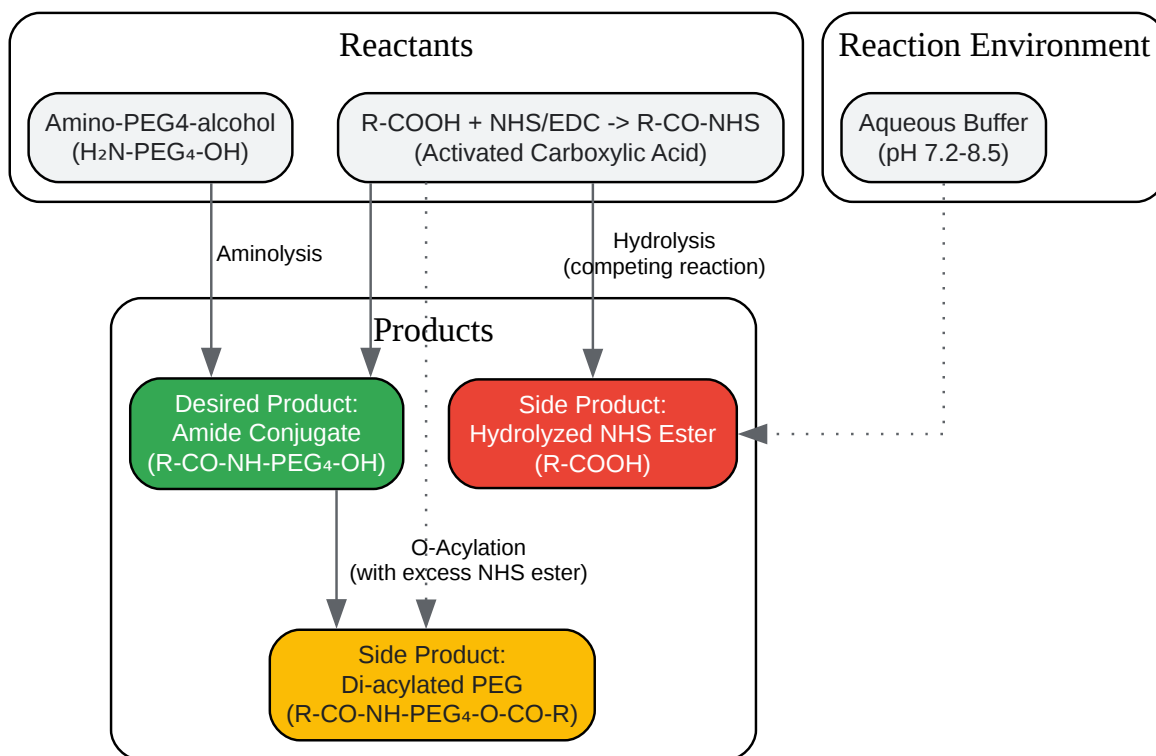 Reactants
Reaction Environment
Amino-PEG4-alcohol
(H₂N-PEG₄-OH)
R-COOH + NHS/EDC -> R-CO-NHS
(Activated Carboxylic Acid)
Aqueous Buffer
(pH 7.2-8.5)
Aminolysis
Hydrolysis
(competing reaction)
Products
Desired Product:
Amide Conjugate
(R-CO-NH-PEG₄-OH)
Side Product:
Hydrolyzed NHS Ester
(R-COOH)
O-Acylation
(with excess NHS ester)
Side Product:
Di-acylated PEG
(R-CO-NH-PEG₄-O-CO-R)